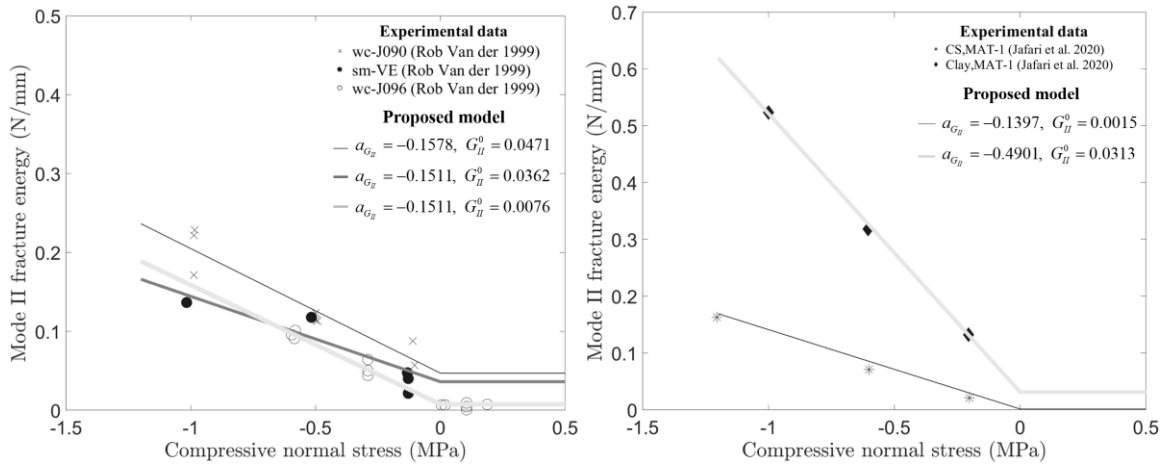 Mode II fracture energy (N/mm)
0.5
0.4
0.3
0.2
0.1
0
-1.5
-1
-0.5
0
0.5
Compressive normal stress (MPa)
Experimental data
wc-J090 (Rob Van der 1999)
sm-VE (Rob Van der 1999)
wc-J096 (Rob Van der 1999)
Proposed model
a_{G_{II}} = -0.1578, G_{II}^{0} = 0.0471
a_{G_{II}} = -0.1511, G_{II}^{0} = 0.0362
a_{G_{II}} = -0.1511, G_{II}^{0} = 0.0076
Mode II fracture energy (N/mm)
0.7
0.6
0.5
0.4
0.3
0.2
0.1
0
-1.5
-1
-0.5
0
0.5
Compressive normal stress (MPa)
Experimental data
CS,MAT-1 (Jafari et al. 2020)
Clay,MAT-1 (Jafari et al. 2020)
Proposed model
a_{G_{II}} = -0.1397, G_{II}^{0} = 0.0015
a_{G_{II}} = -0.4901, G_{II}^{0} = 0.0313